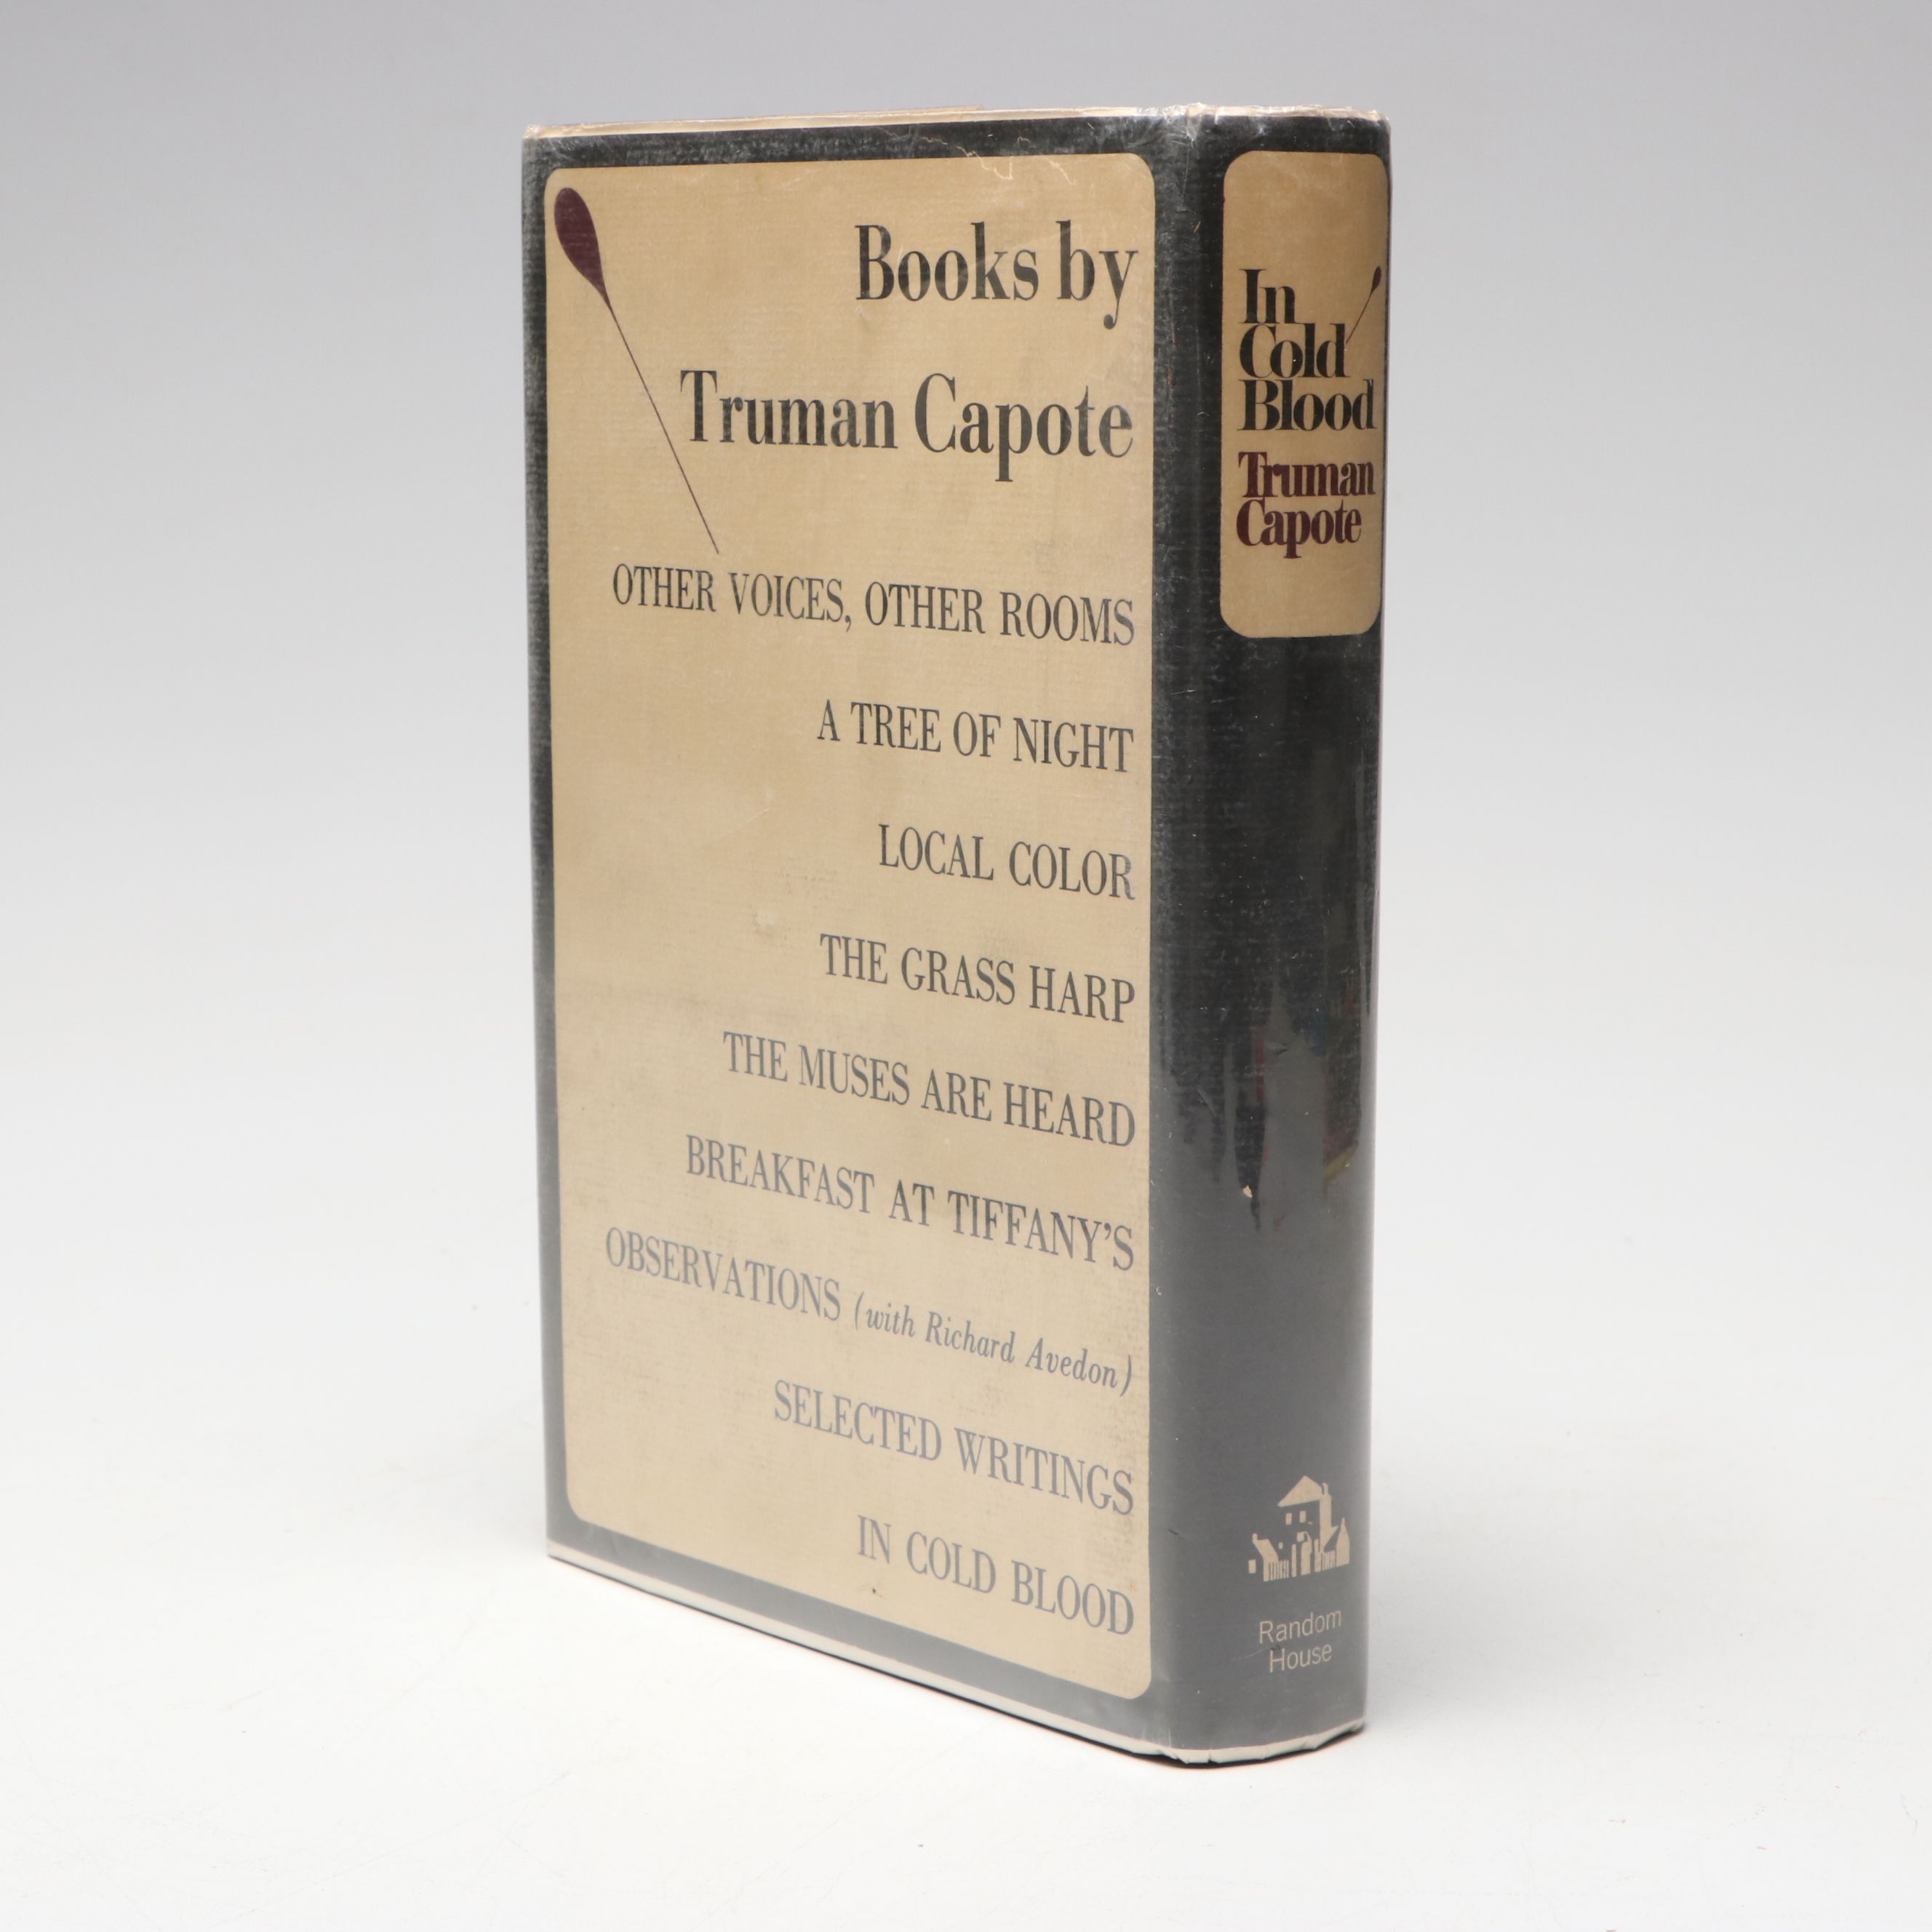 Books by
Truman Capote
OTHER VOICES, OTHER ROOMS
A TREE OF NIGHT
LOCAL COLOR
THE GRASS HARP
THE MUSES ARE HEARD
BREAKFAST AT TIFFANY'S
OBSERVATIONS (with Richard Avedon)
SELECTED WRITINGS
IN COLD BLOOD
In
Cold
Blood
Truman
Capote
Random
House